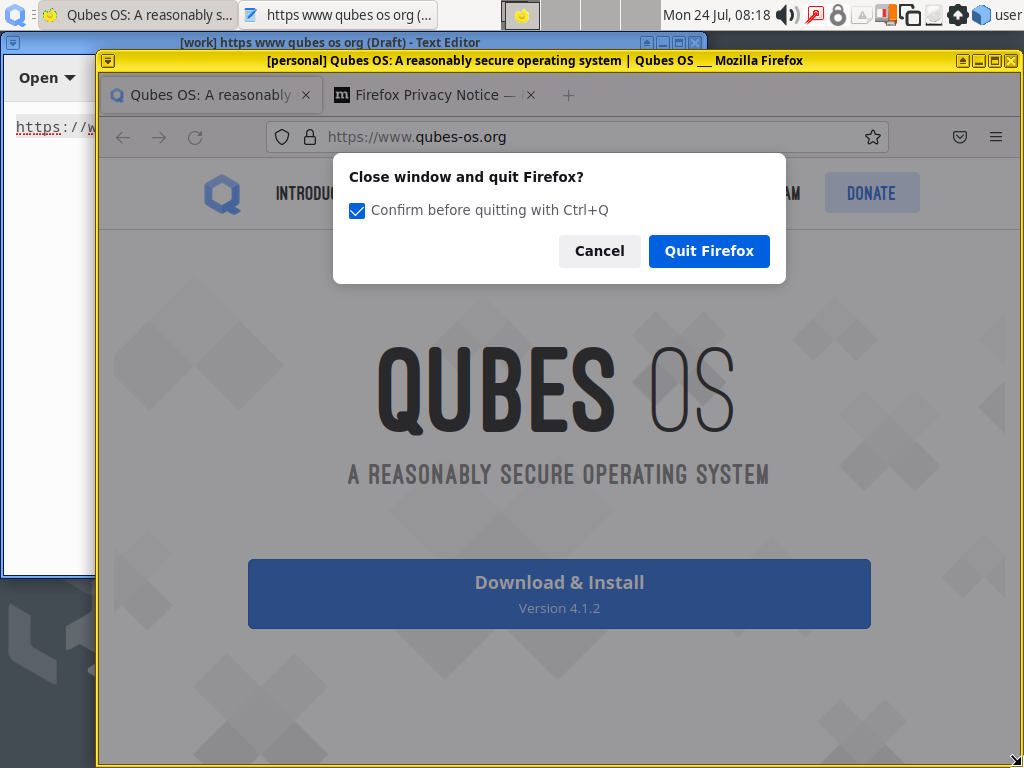 Qubes OS: A reasonably s...
https www qubes os org (...
Mon 24 Jul, 08:18
user
[work] https www qubes os org (Draft) - Text Editor
[personal] Qubes OS: A reasonably secure operating system | Qubes OS ___ Mozilla Firefox
Open
Qubes OS: A reasonably
Firefox Privacy Notice —
https://w
https://www.qubes-os.org
Close window and quit Firefox?
INTRODU
AM
DONATE
Confirm before quitting with Ctrl+Q
Cancel
Quit Firefox
QUBES OS
A REASONABLY SECURE OPERATING SYSTEM
Download & Install
Version 4.1.2